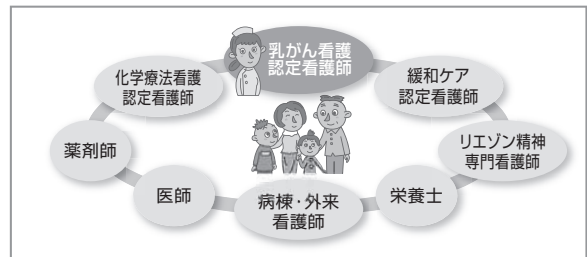 乳がん看護
認定看護師
化学療法看護
認定看護師
緩和ケア
認定看護師
薬剤師
リエゾン精神
専門看護師
医師
病棟・外来
看護師
栄養士